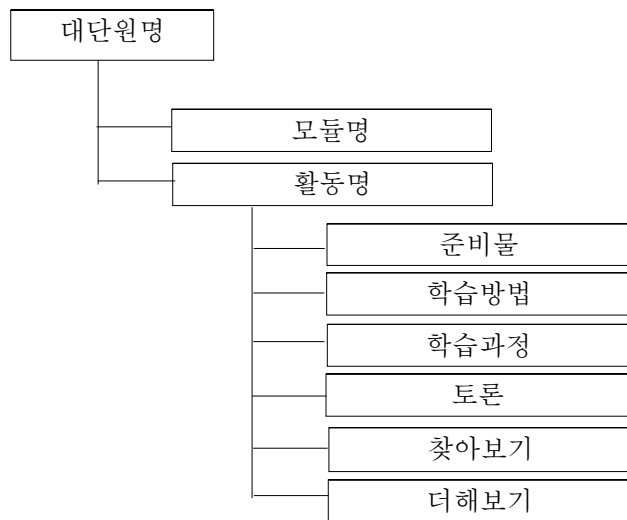 대단원명
모듈명
활동명
준비물
학습방법
학습과정
토론
찾아보기
더해보기